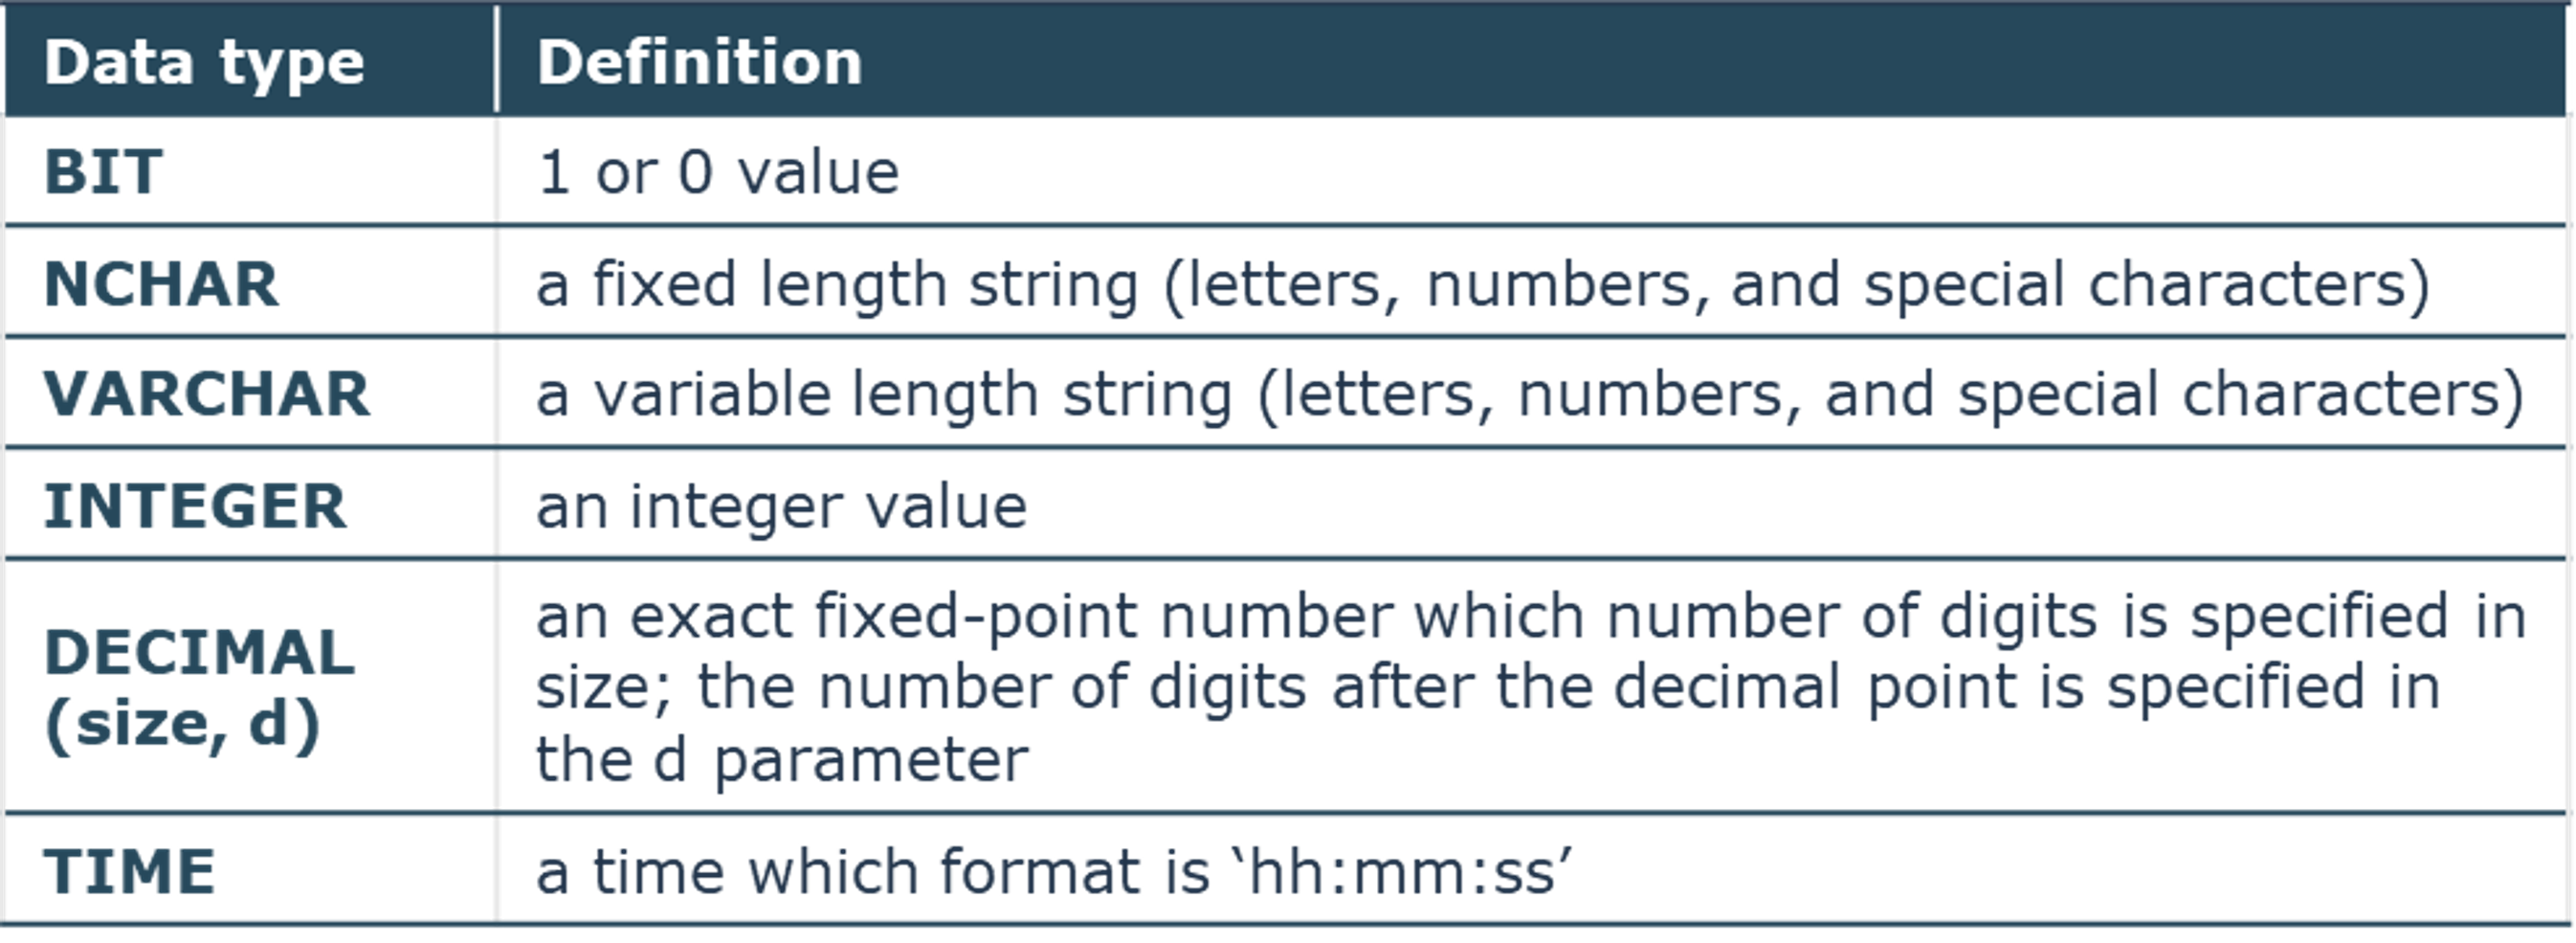 Data type Definition
BIT 1 or 0 value
NCHAR a fixed length string (letters, numbers, and special characters)
VARCHAR a variable length string (letters, numbers, and special characters)
INTEGER an integer value
DECIMAL
(size, d)
an exact fixed-point number which number of digits is specified in
size; the number of digits after the decimal point is specified in
the d parameter
TIME a time which format is ‘hh:mm:ss’